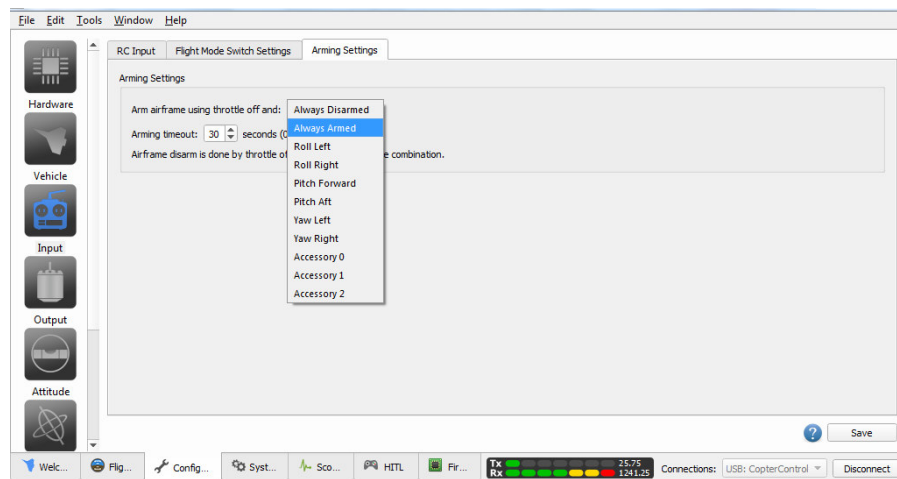 File Edit Tools Window Help
RC Input Flight Mode Switch Settings Arming Settings
Arming Settings
Hardware
Arm airframe using throttle off and: Always Disarmed
Always Armed
Arming timeout: 30 seconds (0
Roll Left
Airframe disarm is done by throttle of e combination.
Roll Right
Vehicle
Pitch Forward
Pitch Aft
Yaw Left
Yaw Right
Input
Accessory 0
Accessory 1
Accessory 2
Output
Attitude
? Save
Welc... Flig... Config... Syst... Sco... HITL Fir... Tx 25.75 Connections: USB: CopterControl Disconnect
Rx 1241.25